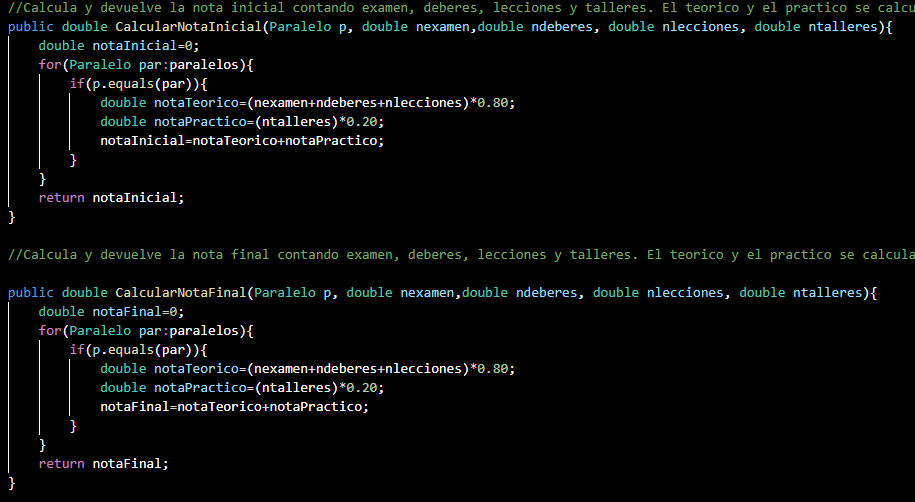 //Calcula y devuelve la nota inicial contando examen, deberes, lecciones y talleres. El teorico y el practico se calcu
public double CalcularNotaInicial(Paralelo p, double nexamen,double ndeberes, double nlecciones, double ntalleres){
double notaInicial=0;
for(Paralelo par:paralelos){
if(p.equals(par)){
double notaTeorico=(nexamen+ndeberes+nlecciones)*0.80;
double notaPractico=(ntalleres)*0.20;
notaInicial=notaTeorico+notaPractico;
}
}
return notaInicial;
}
//Calcula y devuelve la nota final contando examen, deberes, lecciones y talleres. El teorico y el practico se calcula
public double CalcularNotaFinal(Paralelo p, double nexamen,double ndeberes, double nlecciones, double ntalleres){
double notaFinal=0;
for(Paralelo par:paralelos){
if(p.equals(par)){
double notaTeorico=(nexamen+ndeberes+nlecciones)*0.80;
double notaPractico=(ntalleres)*0.20;
notaFinal=notaTeorico+notaPractico;
}
}
return notaFinal;
}